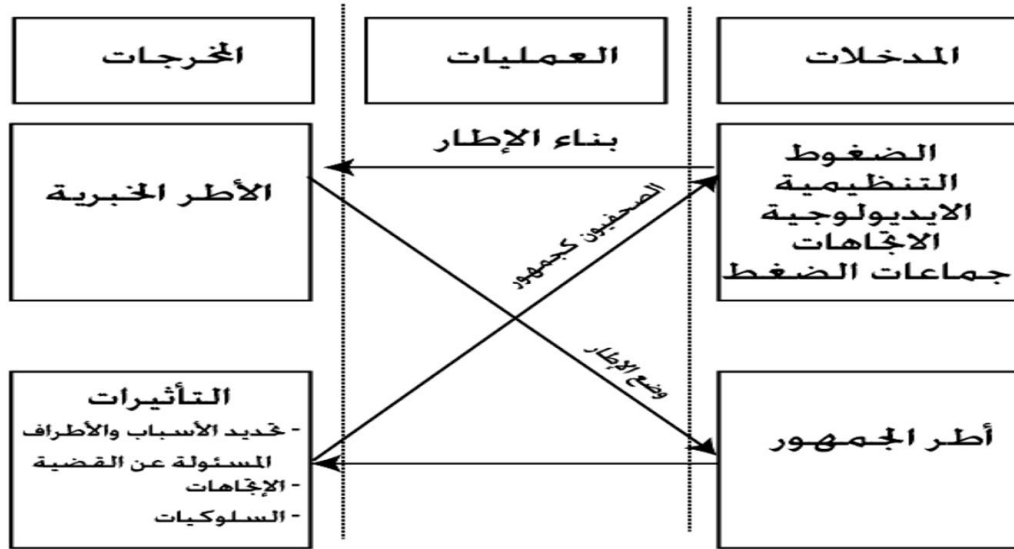 المدخلات
العمليات
المخرجات
الضغوط
التنظيمية
الايديولوجية
الاتجاهات
جماعات الضغط
بناء الإطار
الأطر الخبرية
الصحفيون كجمهور
وضع الإطار
أطر الجمهور
التأثيرات
- تحديد الأسباب والأطراف
المسئولة عن القضية
- الإتجاهات
- السلوكيات